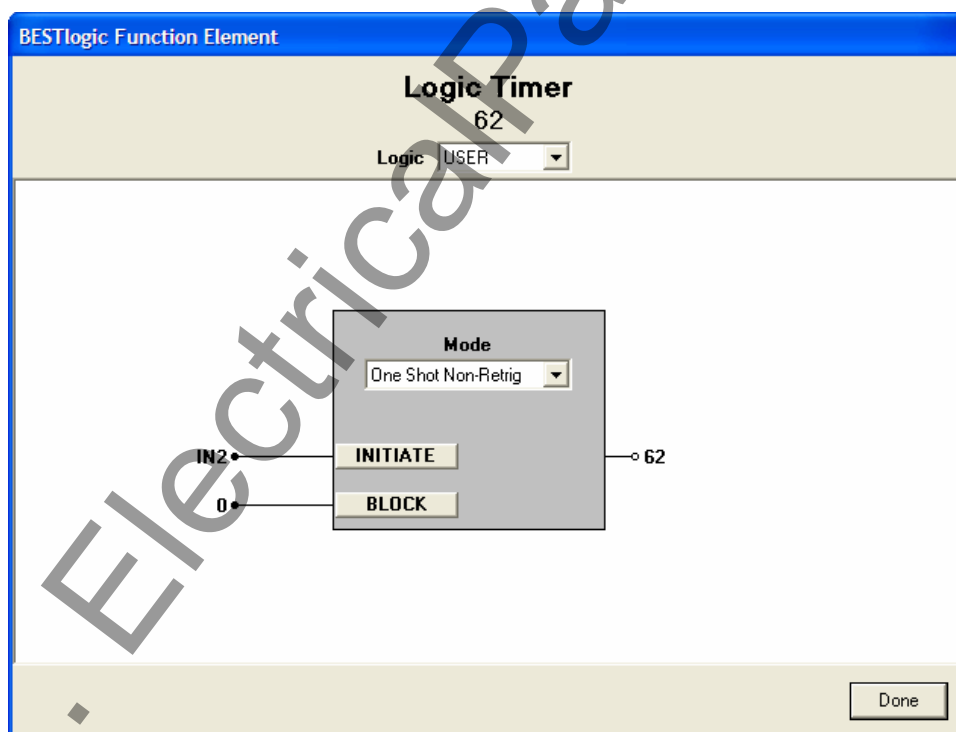 BESTlogic Function Element
Logic Timer
62
Logic USER
Mode
One Shot Non-Retrig
IN2 INITIATE 62
0 BLOCK
Done
. ElectricalPa